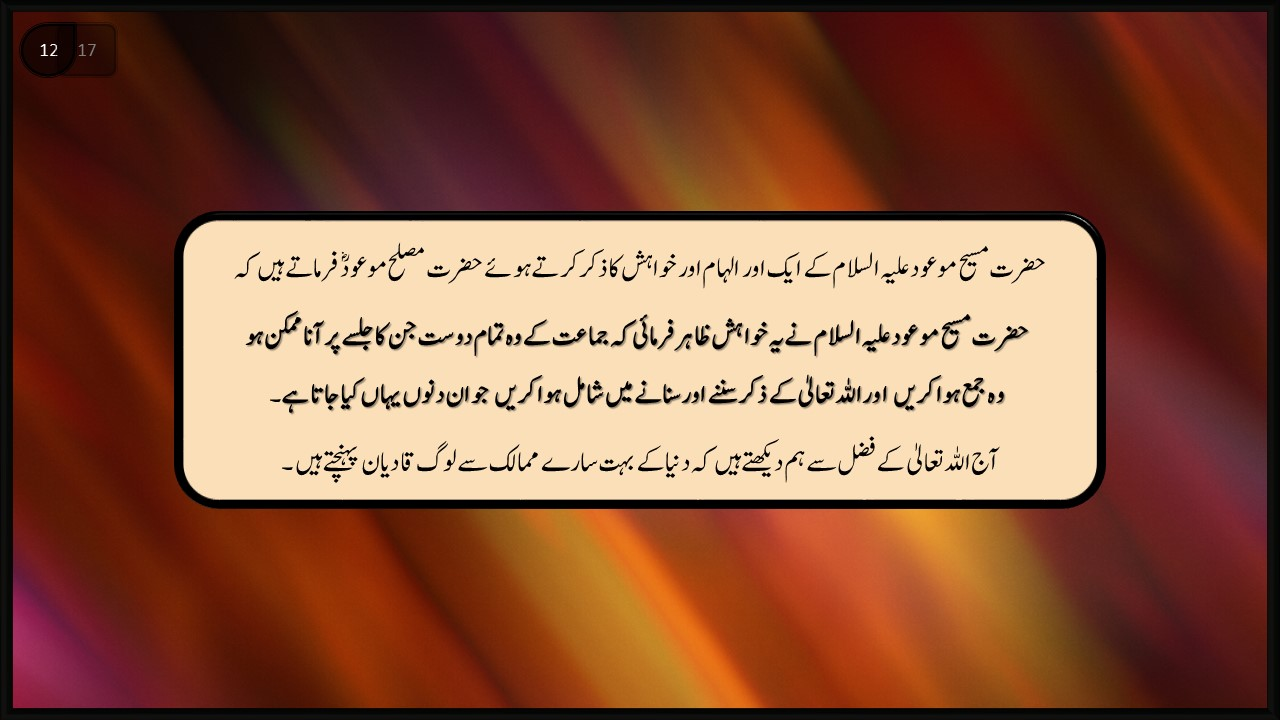 12 17
حضرت مسیح موعود علیہ السلام کے ایک اور الہام اور خواہش کا ذکر کرتے ہوئے حضرت مصلح موعودؓ فرماتے ہیں کہ
حضرت مسیح موعود علیہ السلام نے یہ خواہش ظاہر فرمائی کہ جماعت کے وہ تمام دوست جن کا جلسے پر آنا ممکن ہو
وہ جمع ہوا کریں اور اللہ تعالیٰ کے ذکر سننے اور سنانے میں شامل ہوا کریں جو ان دنوں یہاں کیا جاتا ہے۔
آج اللہ تعالیٰ کے فضل سے ہم دیکھتے ہیں کہ دنیا کے بہت سارے ممالک سے لوگ قادیان پہنچتے ہیں۔